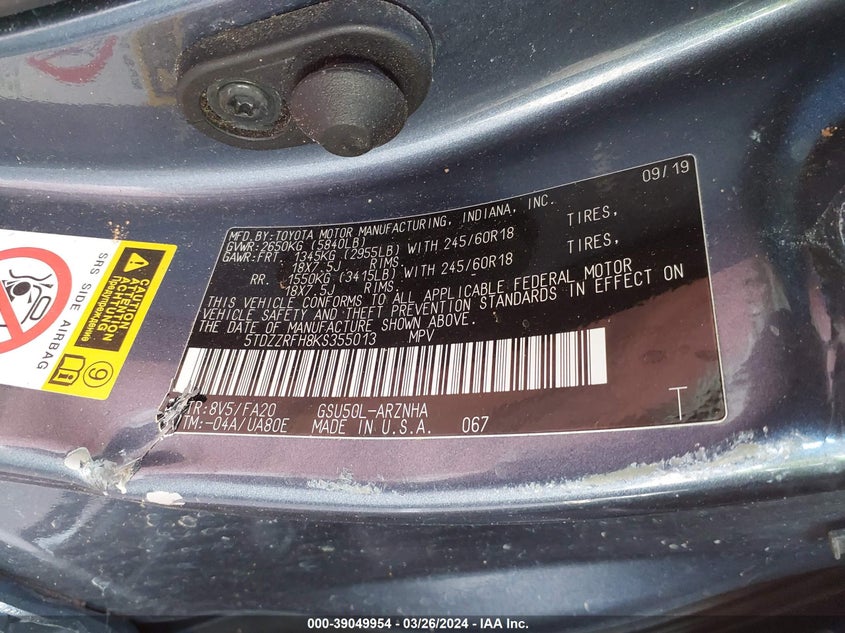 09/19
MFD.BY:TOYOTA MOTOR MANUFACTURING, INDIANA, INC.
GVWR:2650KG (5840LB)
GAWR:FRT. 1345KG (2955LB) WITH 245/60R18 TIRES,
18X7.5J RIMS.
RR. 1550KG (3415LB) WITH 245/60R18 TIRES,
18X7.5J RIMS.
THIS VEHICLE CONFORMS TO ALL APPLICABLE FEDERAL MOTOR
VEHICLE SAFETY AND THEFT PREVENTION STANDARDS IN EFFECT ON
THE DATE OF MANUFACTURE SHOWN ABOVE.
5TDZZRFH8KS355013 MPV
TR:8V5/FA20 GSU50L-ARZNHA
TM:-04A/UA80E MADE IN U.S.A. 067 T
SRS SIDE AIRBAG
CAUTION
ACHTUNG
ATTENTION
Предупреждение
9
000-39049954 - 03/26/2024 - IAA Inc.